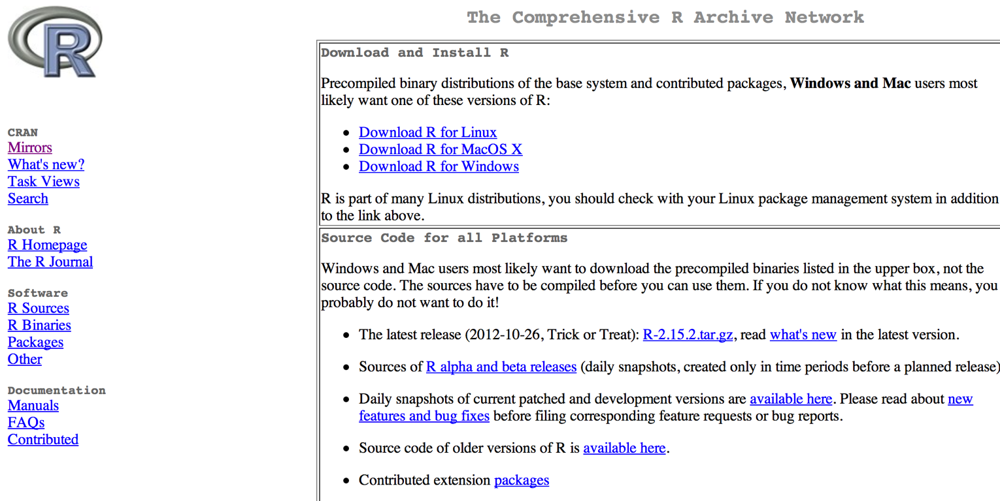 R
CRAN
Mirrors
What's new?
Task Views
Search
About R
R Homepage
The R Journal
Software
R Sources
R Binaries
Packages
Other
Documentation
Manuals
FAQs
Contributed
The Comprehensive R Archive Network
Download and Install R
Precompiled binary distributions of the base system and contributed packages, Windows and Mac users most
likely want one of these versions of R:
• Download R for Linux
• Download R for MacOS X
• Download R for Windows
R is part of many Linux distributions, you should check with your Linux package management system in addition
to the link above.
Source Code for all Platforms
Windows and Mac users most likely want to download the precompiled binaries listed in the upper box, not the
source code. The sources have to be compiled before you can use them. If you do not know what this means, you
probably do not want to do it!
• The latest release (2012-10-26, Trick or Treat): R-2.15.2.tar.gz, read what's new in the latest version.
• Sources of R alpha and beta releases (daily snapshots, created only in time periods before a planned release)
• Daily snapshots of current patched and development versions are available here. Please read about new
features and bug fixes before filing corresponding feature requests or bug reports.
• Source code of older versions of R is available here.
• Contributed extension packages